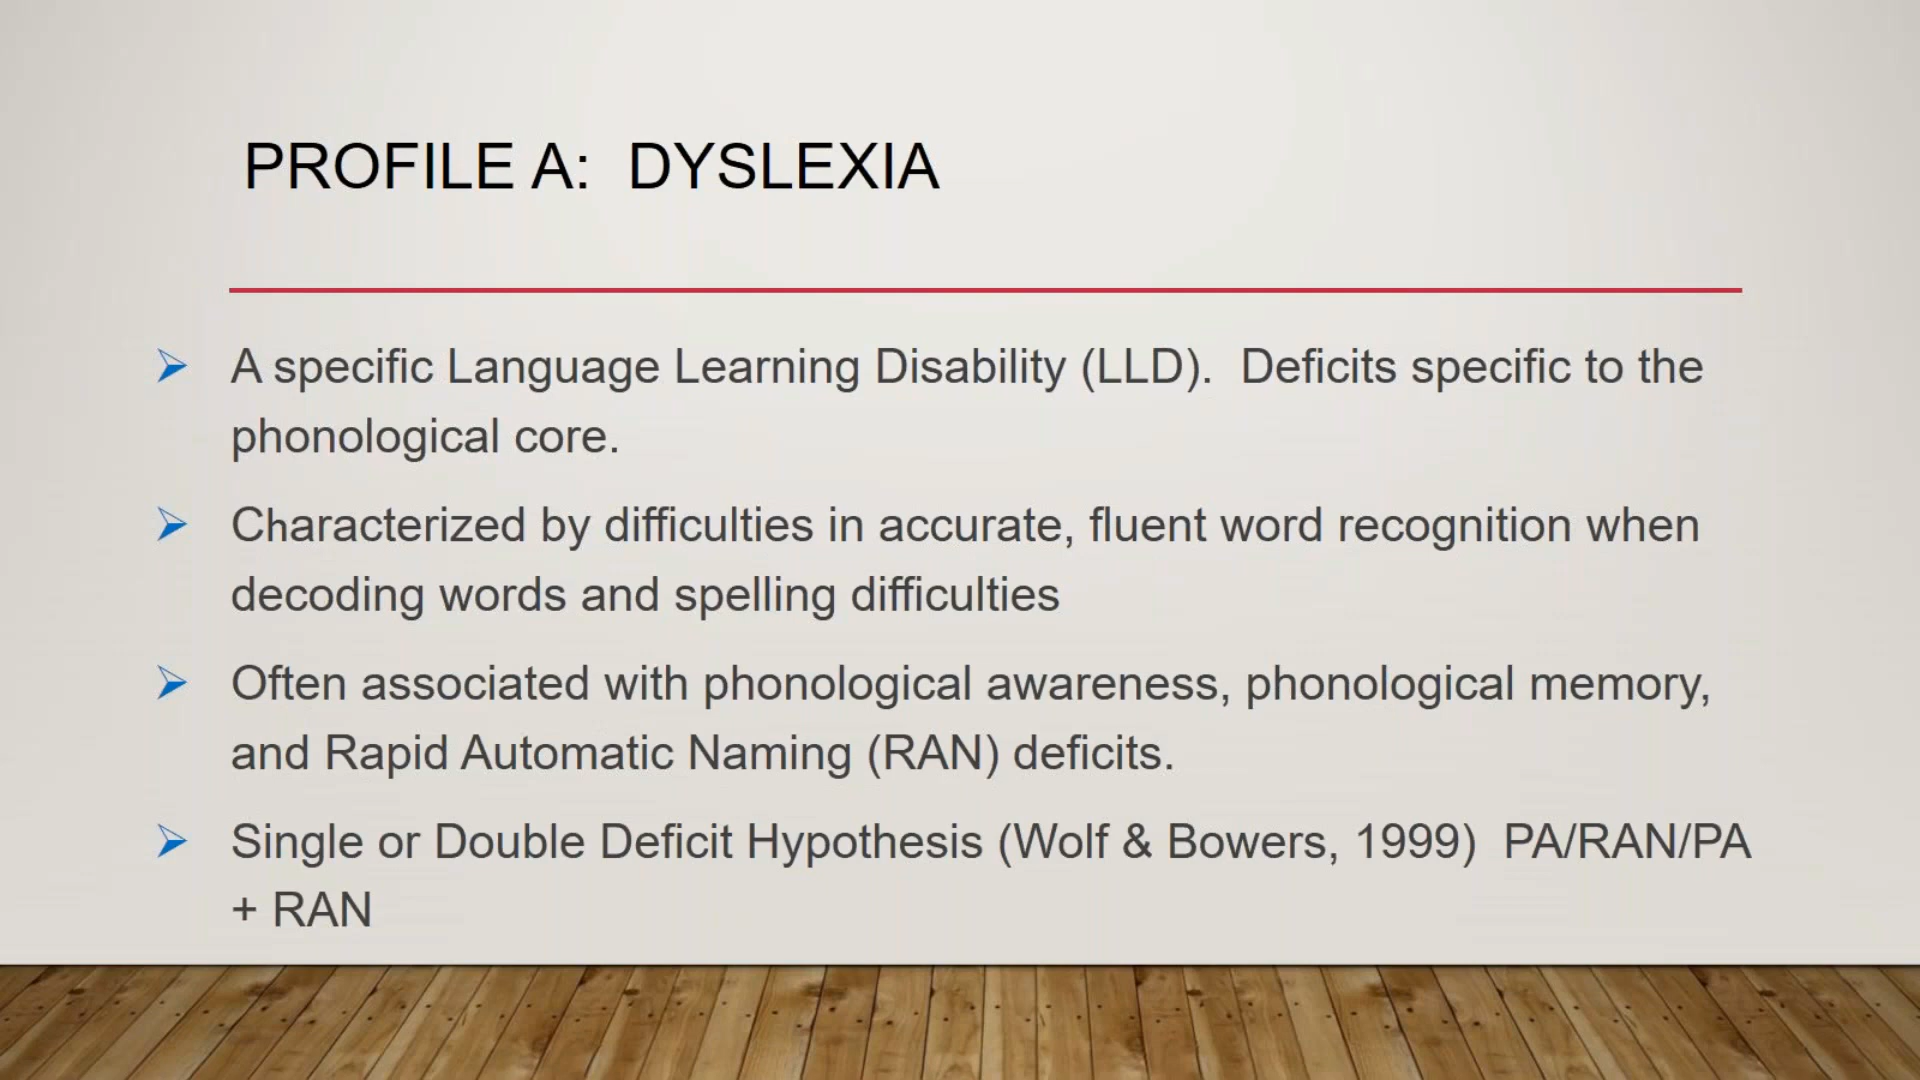 PROFILE A: DYSLEXIA
A specific Language Learning Disability (LLD). Deficits specific to the
phonological core.
Characterized by difficulties in accurate, fluent word recognition when
decoding words and spelling difficulties
Often associated with phonological awareness, phonological memory,
and Rapid Automatic Naming (RAN) deficits.
Single or Double Deficit Hypothesis (Wolf & Bowers, 1999) PA/RAN/PA
+ RAN